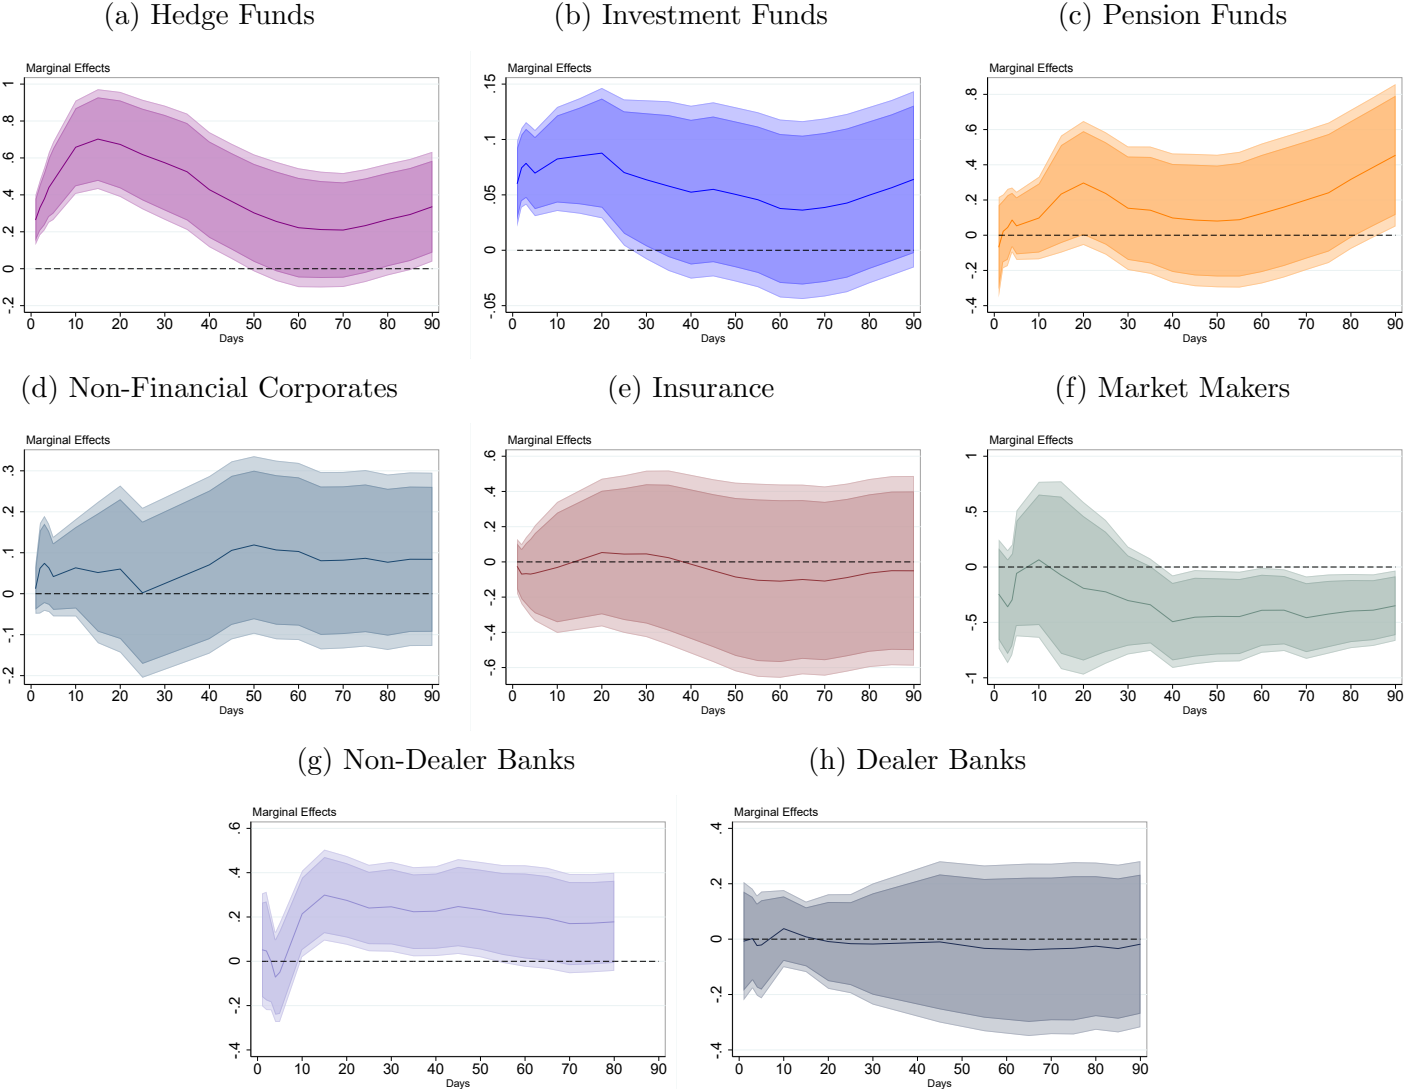 (a) Hedge Funds
Marginal Effects
1
.8
.6
.4
.2
0
-.2
0 10 20 30 40 50 60 70 80 90
Days
(b) Investment Funds
Marginal Effects
.15
.1
.05
0
-.05
0 10 20 30 40 50 60 70 80 90
Days
(c) Pension Funds
Marginal Effects
.8
.6
.4
.2
0
-.2
-.4
0 10 20 30 40 50 60 70 80 90
Days
(d) Non-Financial Corporates
Marginal Effects
.3
.2
.1
0
-.1
-.2
0 10 20 30 40 50 60 70 80 90
Days
(e) Insurance
Marginal Effects
.6
.4
.2
0
-.2
-.4
-.6
0 10 20 30 40 50 60 70 80 90
Days
(f) Market Makers
Marginal Effects
1
.5
0
-.5
-1
0 10 20 30 40 50 60 70 80 90
Days
(g) Non-Dealer Banks
Marginal Effects
.6
.4
.2
0
-.2
-.4
0 10 20 30 40 50 60 70 80 90
Days
(h) Dealer Banks
Marginal Effects
.4
.2
0
-.2
-.4
0 10 20 30 40 50 60 70 80 90
Days